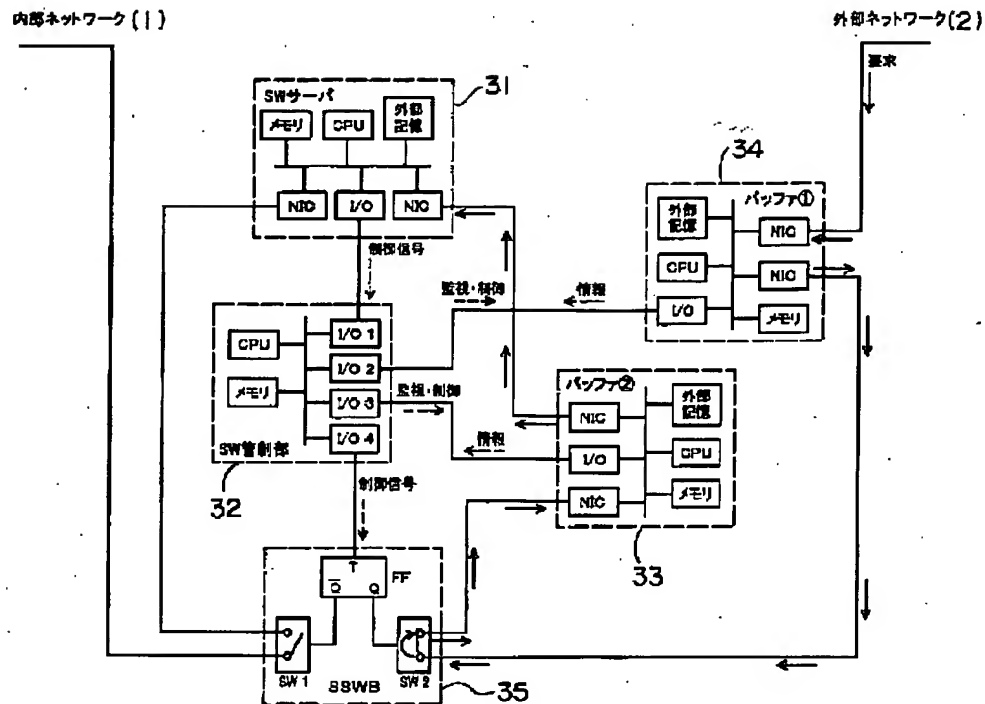 内部ネットワーク(1)
外部ネットワーク(2)
要求
31
SWサーバ
メモリ
CPU
外部
記憶
NIC
I/O
NIC
34
バッファ①
外部
記憶
NIC
CPU
NIC
I/O
メモリ
制御信号
監視・制御
情報
CPU
メモリ
I/O 1
I/O 2
I/O 3
I/O 4
SW管制部
32
監視・制御
情報
バッファ②
NIC
外部
記憶
I/O
CPU
NIC
メモリ
33
制御信号
T
Q
Q
FF
SW 1
SSWB
SW 2
35